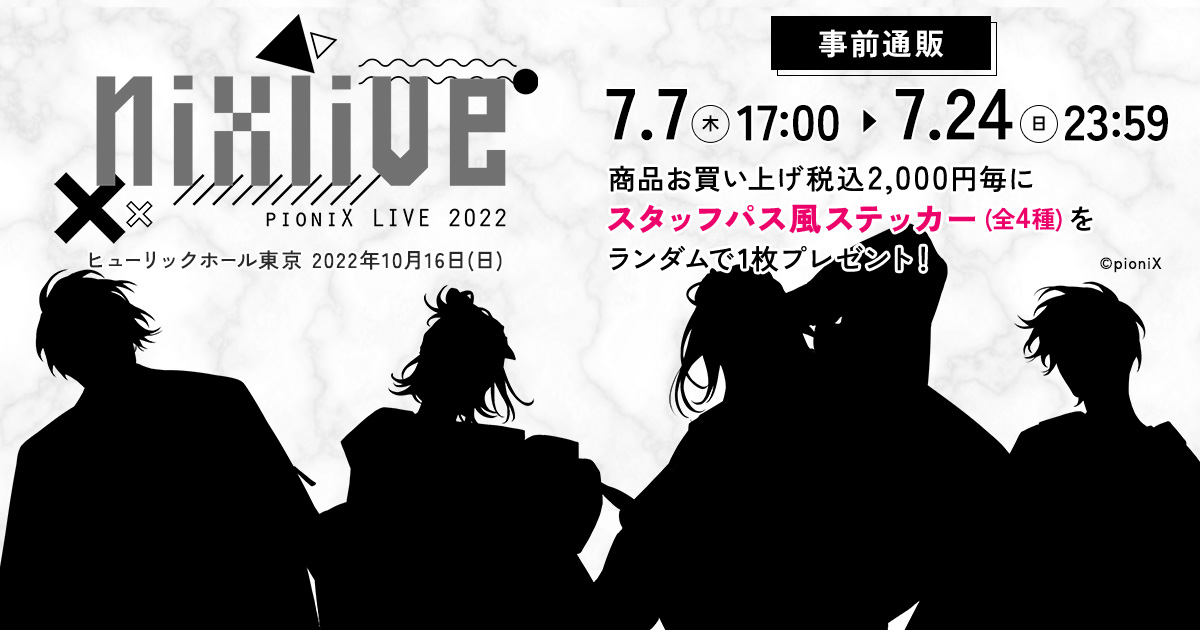 nixlive
PIONIX LIVE 2022
ヒューリックホール東京 2022年10月16日(日)
事前通販
7.7 木 17:00 ▶ 7.24 日 23:59
商品お買い上げ税込2,000円毎に
スタッフパス風ステッカー (全4種) を
ランダムで1枚プレゼント!
©pioniX